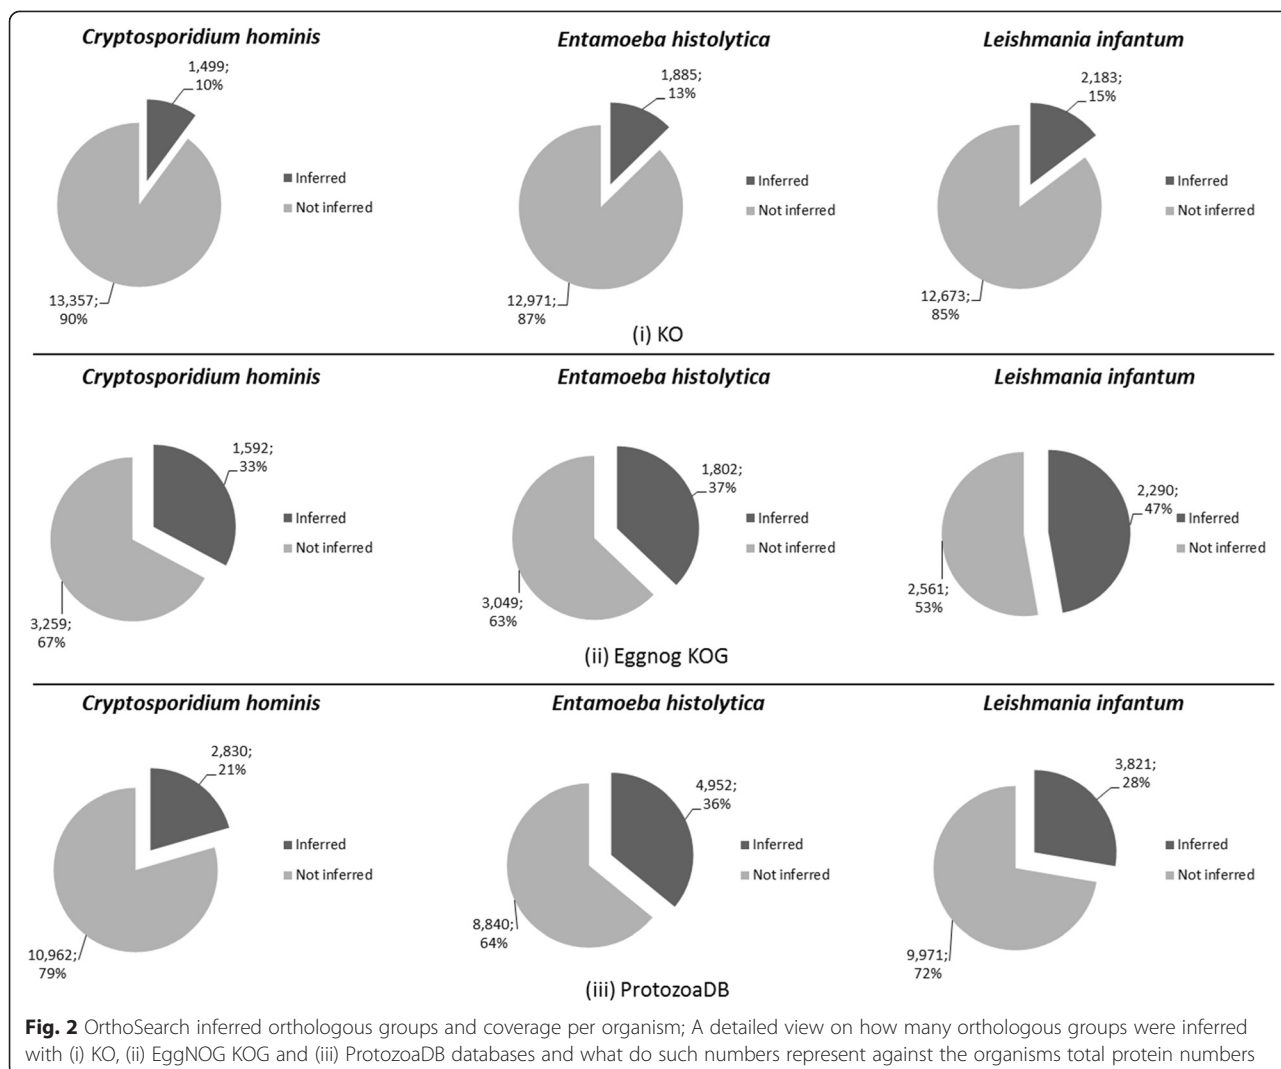 Cryptosporidium hominis
Entamoeba histolytica
Leishmania infantum
1,499;
10%
Inferred
Not inferred
13,357;
90%
1,885;
13%
Inferred
Not inferred
12,971;
87%
2,183;
15%
Inferred
Not inferred
12,673;
85%
(i) KO
Cryptosporidium hominis
Entamoeba histolytica
Leishmania infantum
1,592;
33%
Inferred
Not inferred
3,259;
67%
1,802;
37%
Inferred
Not inferred
3,049;
63%
2,290;
47%
Inferred
Not inferred
2,561;
53%
(ii) Eggnog KOG
Cryptosporidium hominis
Entamoeba histolytica
Leishmania infantum
2,830;
21%
Inferred
Not inferred
10,962;
79%
4,952;
36%
Inferred
Not inferred
8,840;
64%
3,821;
28%
Inferred
Not inferred
9,971;
72%
(iii) ProtozoaDB
Fig. 2 OrthoSearch inferred orthologous groups and coverage per organism; A detailed view on how many orthologous groups were inferred
with (i) KO, (ii) EggNOG KOG and (iii) ProtozoaDB databases and what do such numbers represent against the organisms total protein numbers